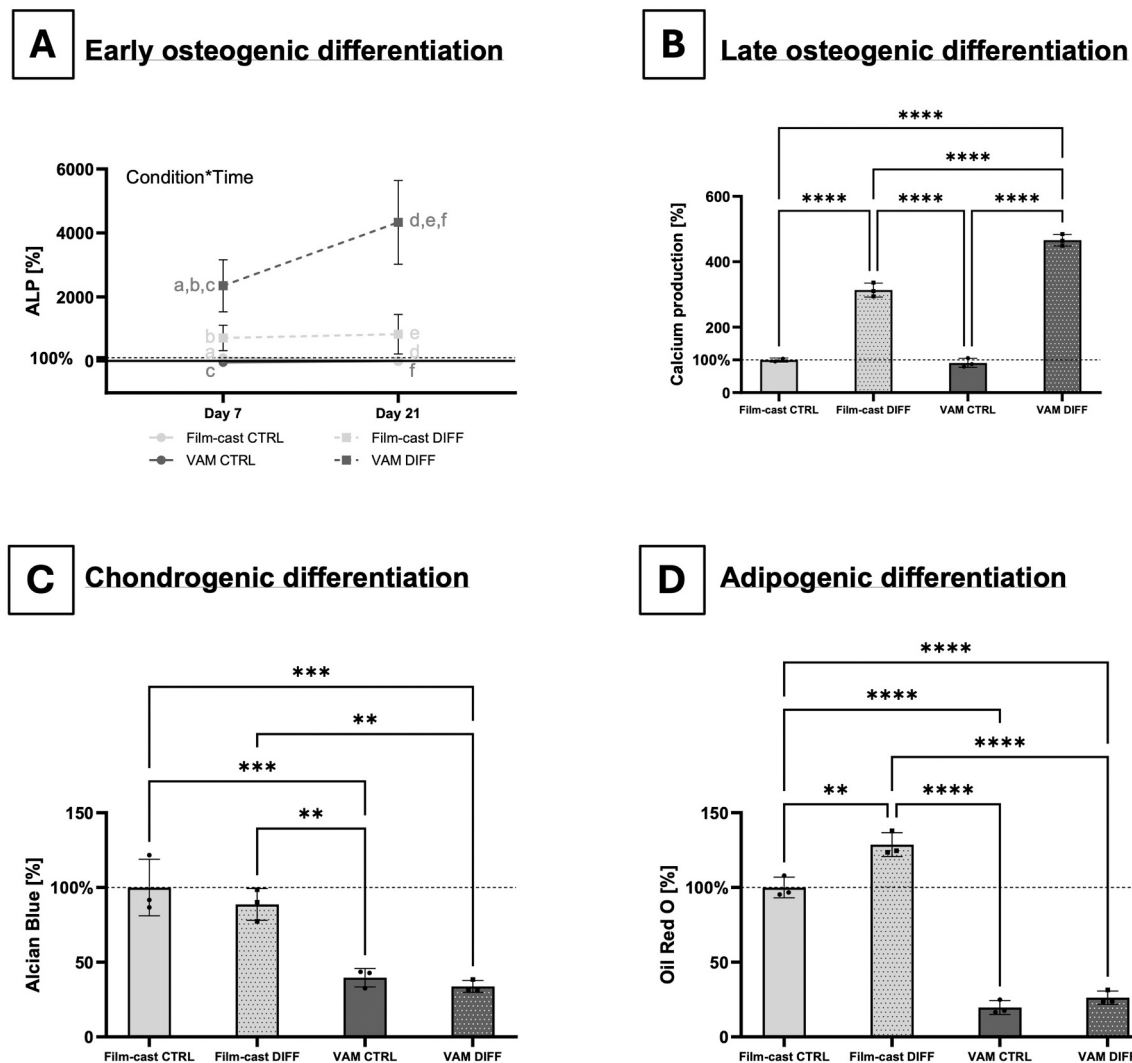 A Early osteogenic differentiation
Condition*Time
ALP [%]
6000
4000
2000
100%
0
a,b,c
b
a
c
d,e,f
e
d
f
Day 7 Day 21
Film-cast CTRL Film-cast DIFF
VAM CTRL VAM DIFF
B Late osteogenic differentiation
****
****
**** **** ****
Calcium production [%]
600
400
200
100%
0
Film-cast CTRL Film-cast DIFF VAM CTRL VAM DIFF
C Chondrogenic differentiation
***
**
***
**
Alcian Blue [%]
150
100%
50
0
Film-cast CTRL Film-cast DIFF VAM CTRL VAM DIFF
D Adipogenic differentiation
****
****
****
** ****
Oil Red O [%]
150
100%
50
0
Film-cast CTRL Film-cast DIFF VAM CTRL VAM DIF